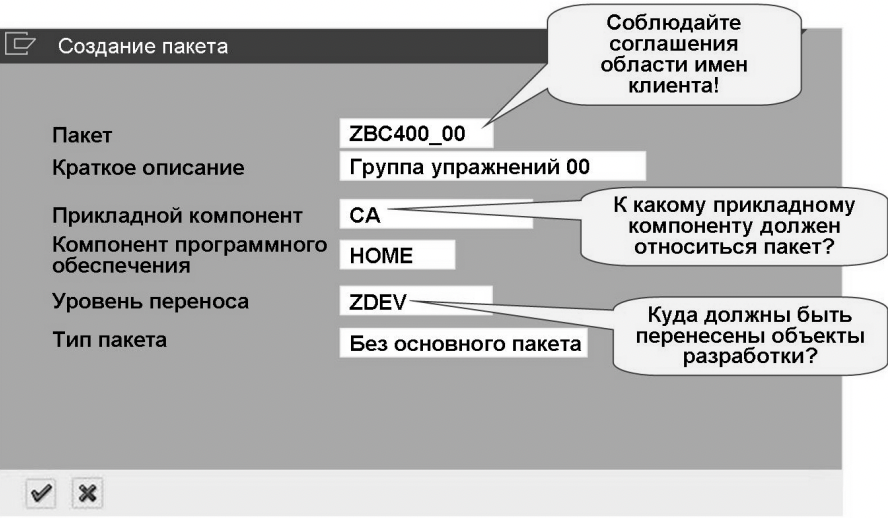 Соблюдайте
соглашения
области имен
клиента!
Создание пакета
Пакет
ZBC400_00
Краткое описание
Группа упражнений 00
Прикладной компонент
CA
К какому прикладному
компоненту должен
относиться пакет?
Компонент программного
обеспечения
HOME
Уровень переноса
ZDEV
Куда должны быть
перенесены объекты
разработки?
Тип пакета
Без основного пакета